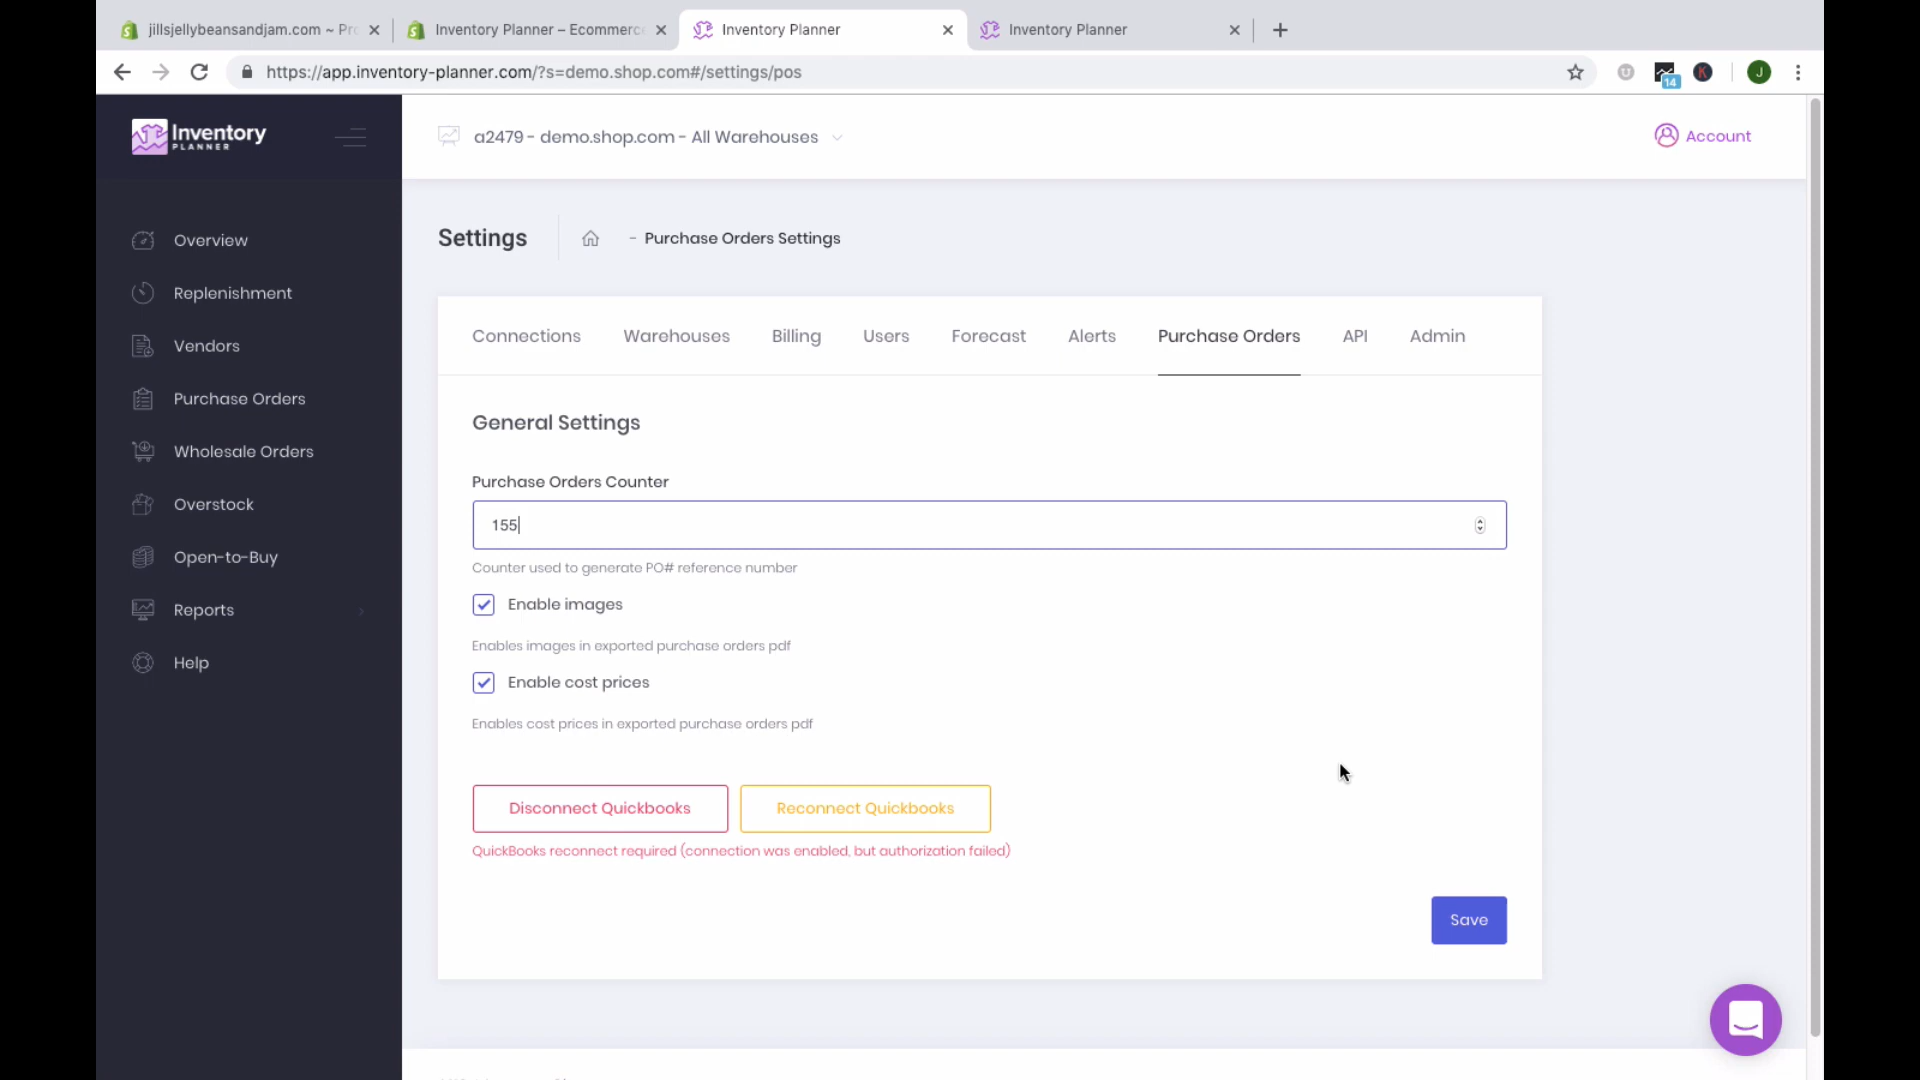 jillsjellybeansandjam.com ~ Pr
Inventory Planner – Ecommerc
Inventory Planner
Inventory Planner
https://app.inventory-planner.com/?s=demo.shop.com#/settings/pos
14
K
J
Inventory
PLANNER
a2479 - demo.shop.com - All Warehouses
Account
Overview
Replenishment
Vendors
Purchase Orders
Wholesale Orders
Overstock
Open-to-Buy
Reports
Help
Settings
- Purchase Orders Settings
Connections Warehouses Billing Users Forecast Alerts Purchase Orders API Admin
General Settings
Purchase Orders Counter
155
Counter used to generate PO# reference number
Enable images
Enables images in exported purchase orders pdf
Enable cost prices
Enables cost prices in exported purchase orders pdf
Disconnect Quickbooks
Reconnect Quickbooks
QuickBooks reconnect required (connection was enabled, but authorization failed)
Save